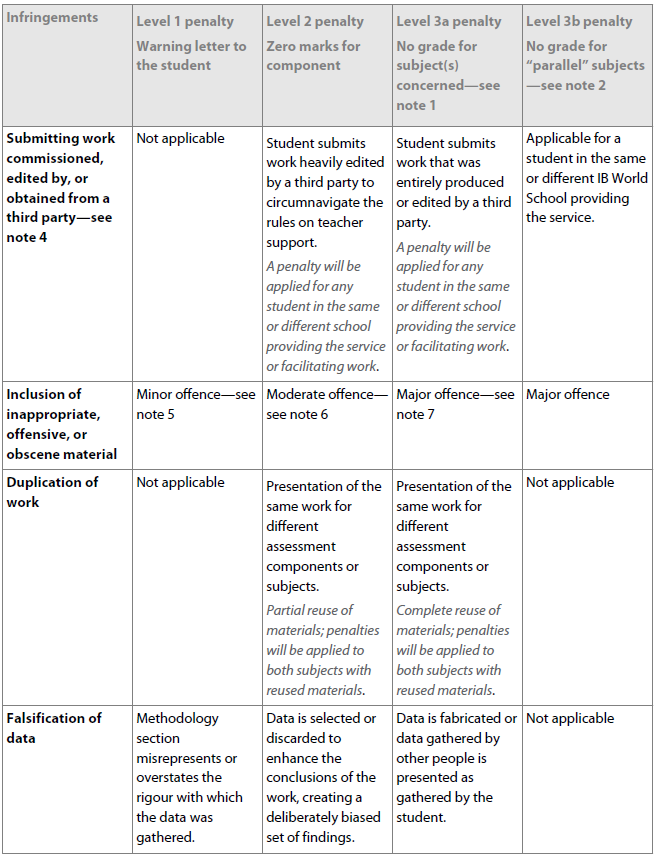 Infringements
Level 1 penalty
Warning letter to
the student
Level 2 penalty
Zero marks for
component
Level 3a penalty
No grade for
subject(s)
concerned—see
note 1
Level 3b penalty
No grade for
“parallel” subjects
—see note 2
Submitting work
commissioned,
edited by, or
obtained from a
third party—see
note 4
Not applicable
Student submits
work heavily edited
by a third party to
circumnavigate the
rules on teacher
support.
A penalty will be
applied for any
student in the same
or different school
providing the service
or facilitating work.
Student submits
work that was
entirely produced
or edited by a third
party.
A penalty will be
applied for any
student in the same
or different school
providing the service
or facilitating work.
Applicable for a
student in the same
or different IB World
School providing
the service.
Inclusion of
inappropriate,
offensive, or
obscene material
Minor offence—see
note 5
Moderate offence—
see note 6
Major offence—see
note 7
Major offence
Duplication of
work
Not applicable
Presentation of the
same work for
different
assessment
components or
subjects.
Partial reuse of
materials; penalties
will be applied to
both subjects with
reused materials.
Presentation of the
same work for
different
assessment
components or
subjects.
Complete reuse of
materials; penalties
will be applied to
both subjects with
reused materials.
Not applicable
Falsification of
data
Methodology
section
misrepresents or
overstates the
rigour with which
the data was
gathered.
Data is selected or
discarded to
enhance the
conclusions of the
work, creating a
deliberately biased
set of findings.
Data is fabricated or
data gathered by
other people is
presented as
gathered by the
student.
Not applicable